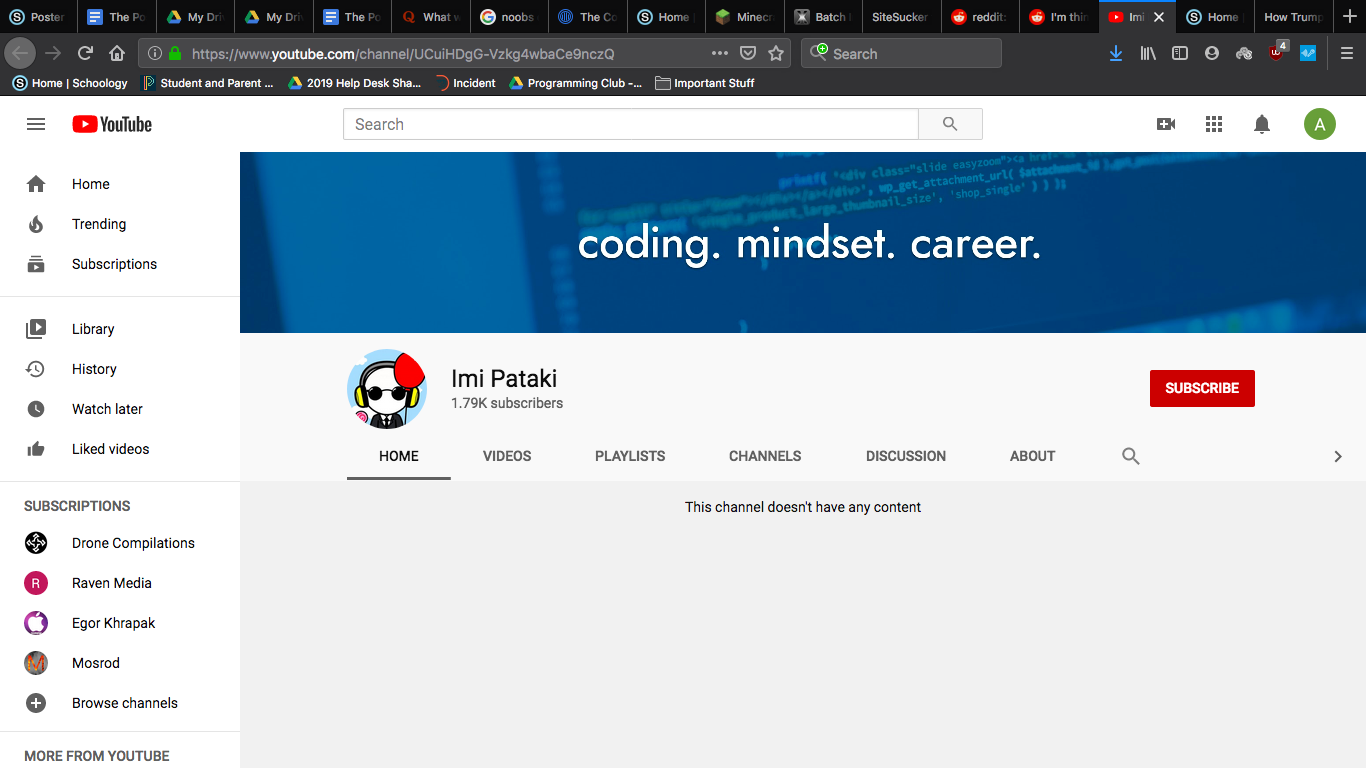 Poster
The Po
My Driv
My Driv
The Po
What w
noobs
The Co
Home
Minecr
Batch
SiteSucker
reddit:
I'm thin
Imi
Home
How Trump
https://www.youtube.com/channel/UCuiHDgG-Vzkg4wbaCe9nczQ
Search
4
Home | Schoology
Student and Parent ...
2019 Help Desk Sha...
Incident
Programming Club -...
Important Stuff
YouTube
Search
A
Home
Trending
Subscriptions
Library
History
Watch later
Liked videos
SUBSCRIPTIONS
Drone Compilations
R Raven Media
Egor Khrapak
Mosrod
Browse channels
MORE FROM YOUTUBE
printf( '<div class="slide easyzoom"><a href=
wp_get_attachment_url( $attachment_id ),
'single_product_large_thumbnail_size', 'shop_single' ) ) );
coding. mindset. career.
Imi Pataki
1.79K subscribers
SUBSCRIBE
HOME
VIDEOS
PLAYLISTS
CHANNELS
DISCUSSION
ABOUT
This channel doesn't have any content